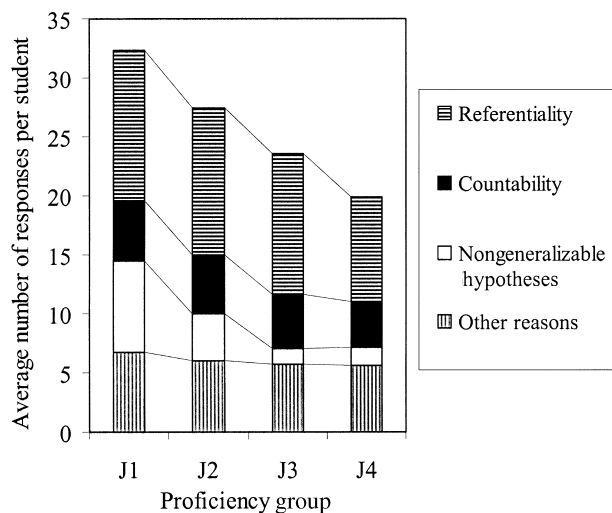 Average number of responses per student
35
30
25
20
15
10
5
0
J1 J2 J3 J4
Proficiency group
Referentiality
Countability
Nongeneralizable
hypotheses
Other reasons